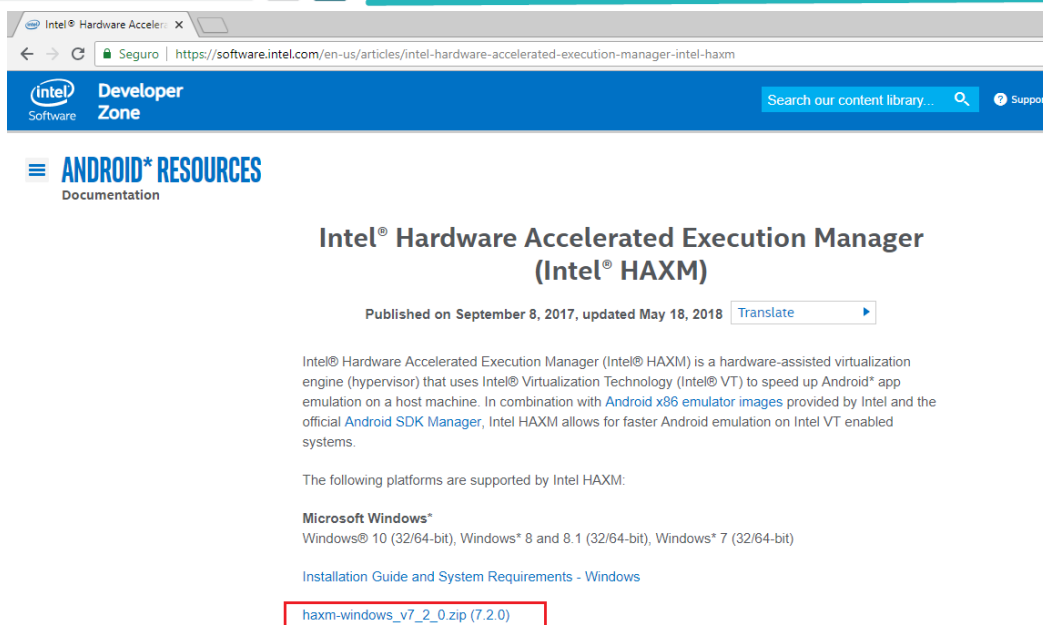 Intel® Hardware Acceler
Seguro | https://software.intel.com/en-us/articles/intel-hardware-accelerated-execution-manager-intel-haxm
(intel) Developer
Software Zone
Search our content library...
Suppor
ANDROID* RESOURCES
Documentation
Intel® Hardware Accelerated Execution Manager
(Intel® HAXM)
Published on September 8, 2017, updated May 18, 2018
Translate
Intel® Hardware Accelerated Execution Manager (Intel® HAXM) is a hardware-assisted virtualization
engine (hypervisor) that uses Intel® Virtualization Technology (Intel® VT) to speed up Android* app
emulation on a host machine. In combination with Android x86 emulator images provided by Intel and the
official Android SDK Manager, Intel HAXM allows for faster Android emulation on Intel VT enabled
systems.
The following platforms are supported by Intel HAXM:
Microsoft Windows*
Windows® 10 (32/64-bit), Windows* 8 and 8.1 (32/64-bit), Windows* 7 (32/64-bit)
Installation Guide and System Requirements - Windows
haxm-windows_v7_2_0.zip (7.2.0)